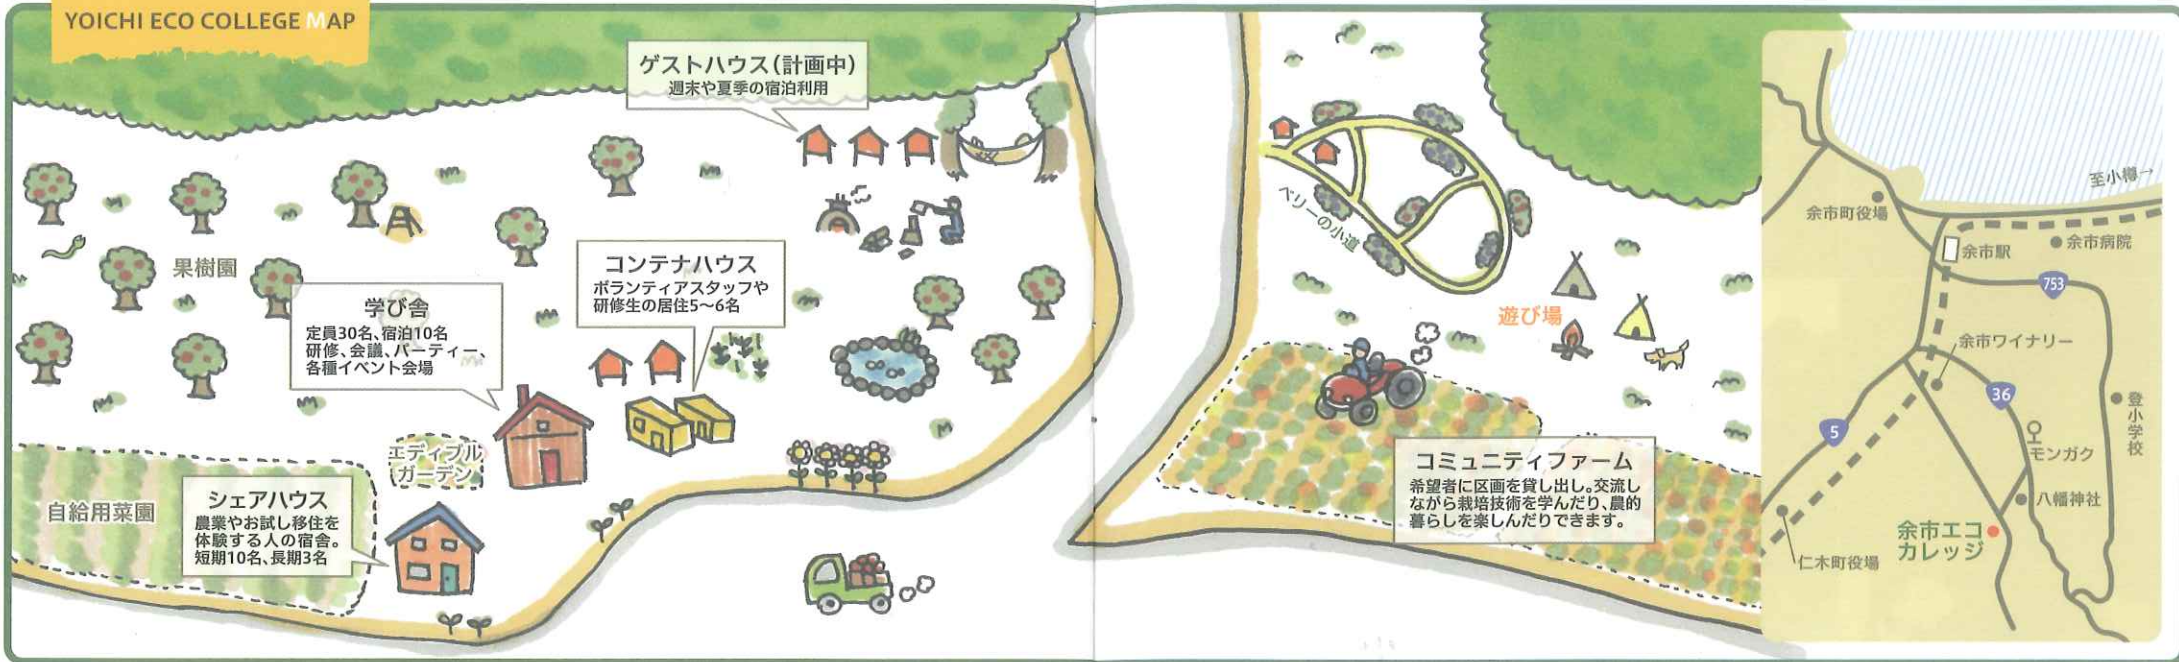 YOICHI ECO COLLEGE MAP
ゲストハウス(計画中)
週末や夏季の宿泊利用
果樹園
学び舎
定員30名、宿泊10名
研修、会議、パーティー、
各種イベント会場
コンテナハウス
ボランティアスタッフや
研修生の居住5〜6名
エディブル
ガーデン
自給用菜園
シェアハウス
農業やお試し移住を
体験する人の宿舎。
短期10名、長期3名
ベリーの小道
遊び場
コミュニティファーム
希望者に区画を貸し出し。交流し
ながら栽培技術を学んだり、農的
暮らしを楽しんだりできます。
至小樽→
余市町役場
余市駅
余市病院
753
余市ワイナリー
36
5
登小学校
モンガク
八幡神社
余市エコ
カレッジ
仁木町役場